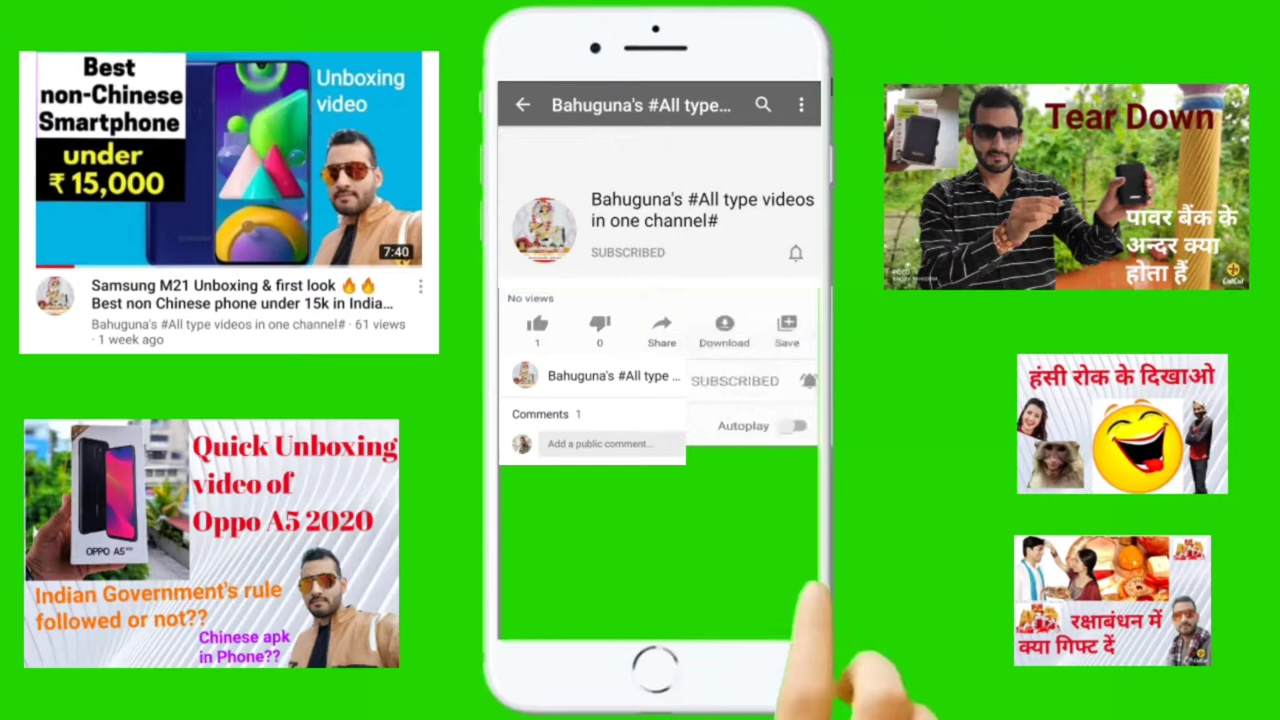 Best
non-Chinese
Smartphone
under
₹ 15,000
Unboxing
video
7:40
Samsung M21 Unboxing & first look 🔥🔥
Best non Chinese phone under 15k in India...
Bahuguna's #All type videos in one channel# · 61 views
· 1 week ago
Quick Unboxing
video of
Oppo A5 2020
OPPO A5
Indian Government's rule
followed or not??
Chinese apk
in Phone??
Bahuguna's #All type...
Bahuguna's #All type videos
in one channel#
SUBSCRIBED
No views
1
0
Share
Download
Save
Bahuguna's #All type ...
SUBSCRIBED
Comments 1
Autoplay
Add a public comment...
Tear Down
पावर बैंक के
अन्दर क्या
होता हैं
CutCut
हंसी रोक के दिखाओ
रक्षाबंधन में
क्या गिफ्ट दें